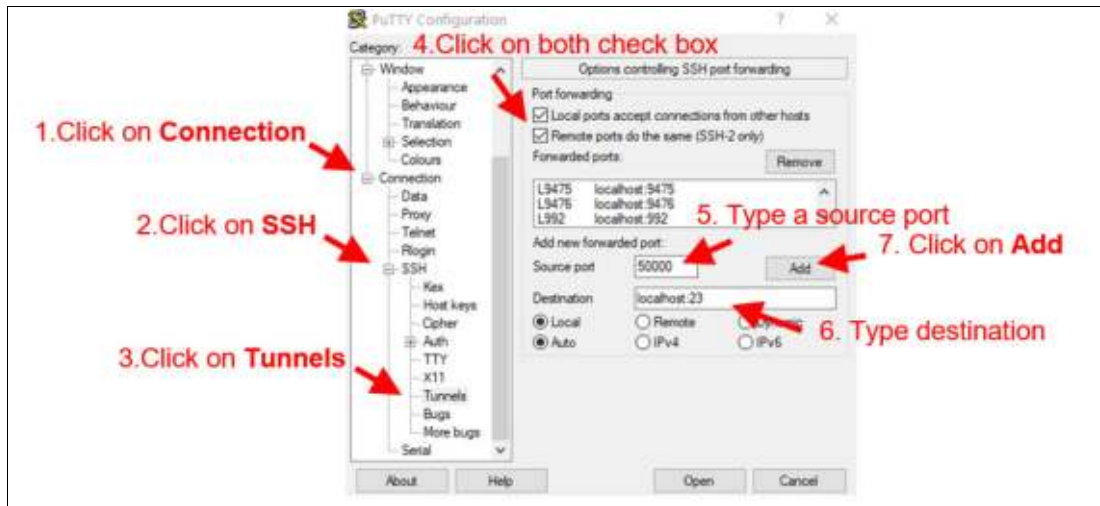 PuTTY Configuration ? X
Category: 4.Click on both check box
Window
Appearance
Behaviour
Translation
Selection
Colours
1.Click on Connection
Connection
Data
Proxy
Telnet
Rlogin
2.Click on SSH
SSH
Kex
Host keys
Cipher
Auth
TTY
X11
3.Click on Tunnels
Tunnels
Bugs
More bugs
Serial
Options controlling SSH port forwarding
Port forwarding
Local ports accept connections from other hosts
Remote ports do the same (SSH-2 only)
Forwarded ports: Remove
L9475 localhost:9475
L9476 localhost:9476
L992 localhost:992
5. Type a source port
Add new forwarded port:
7. Click on Add
Source port 50000 Add
Destination localhost:23
6. Type destination
Local Remote
Auto IPv4 IPv6
About Help Open Cancel